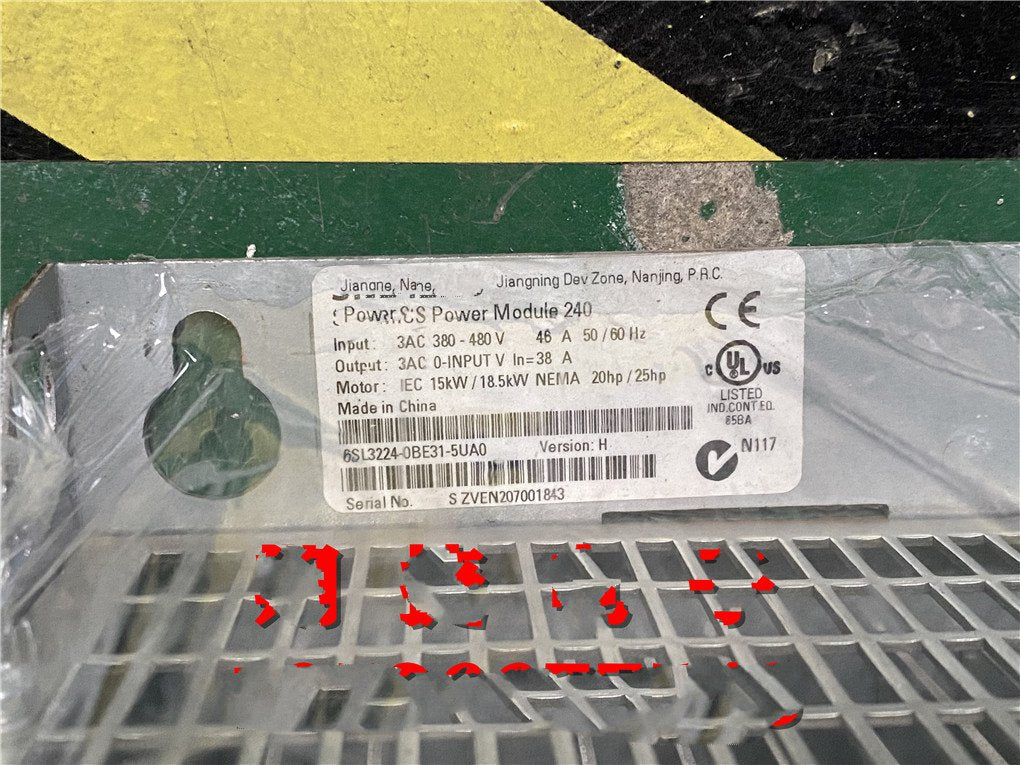 Jiangning Dev Zone, Nanjing, P.R.C.
Power Module 240
Input: 3AC 380 - 480 V 46 A 50 / 60 Hz
Output: 3AC 0-INPUT V In=38 A
Motor: IEC 15kW / 18.5kW NEMA 20hp / 25hp
Made in China
6SL3224-0BE31-5UA0 Version: H
Serial No. S ZVEN207001843
CE
C UL US
LISTED
IND.CONT.EQ.
85BA
N117